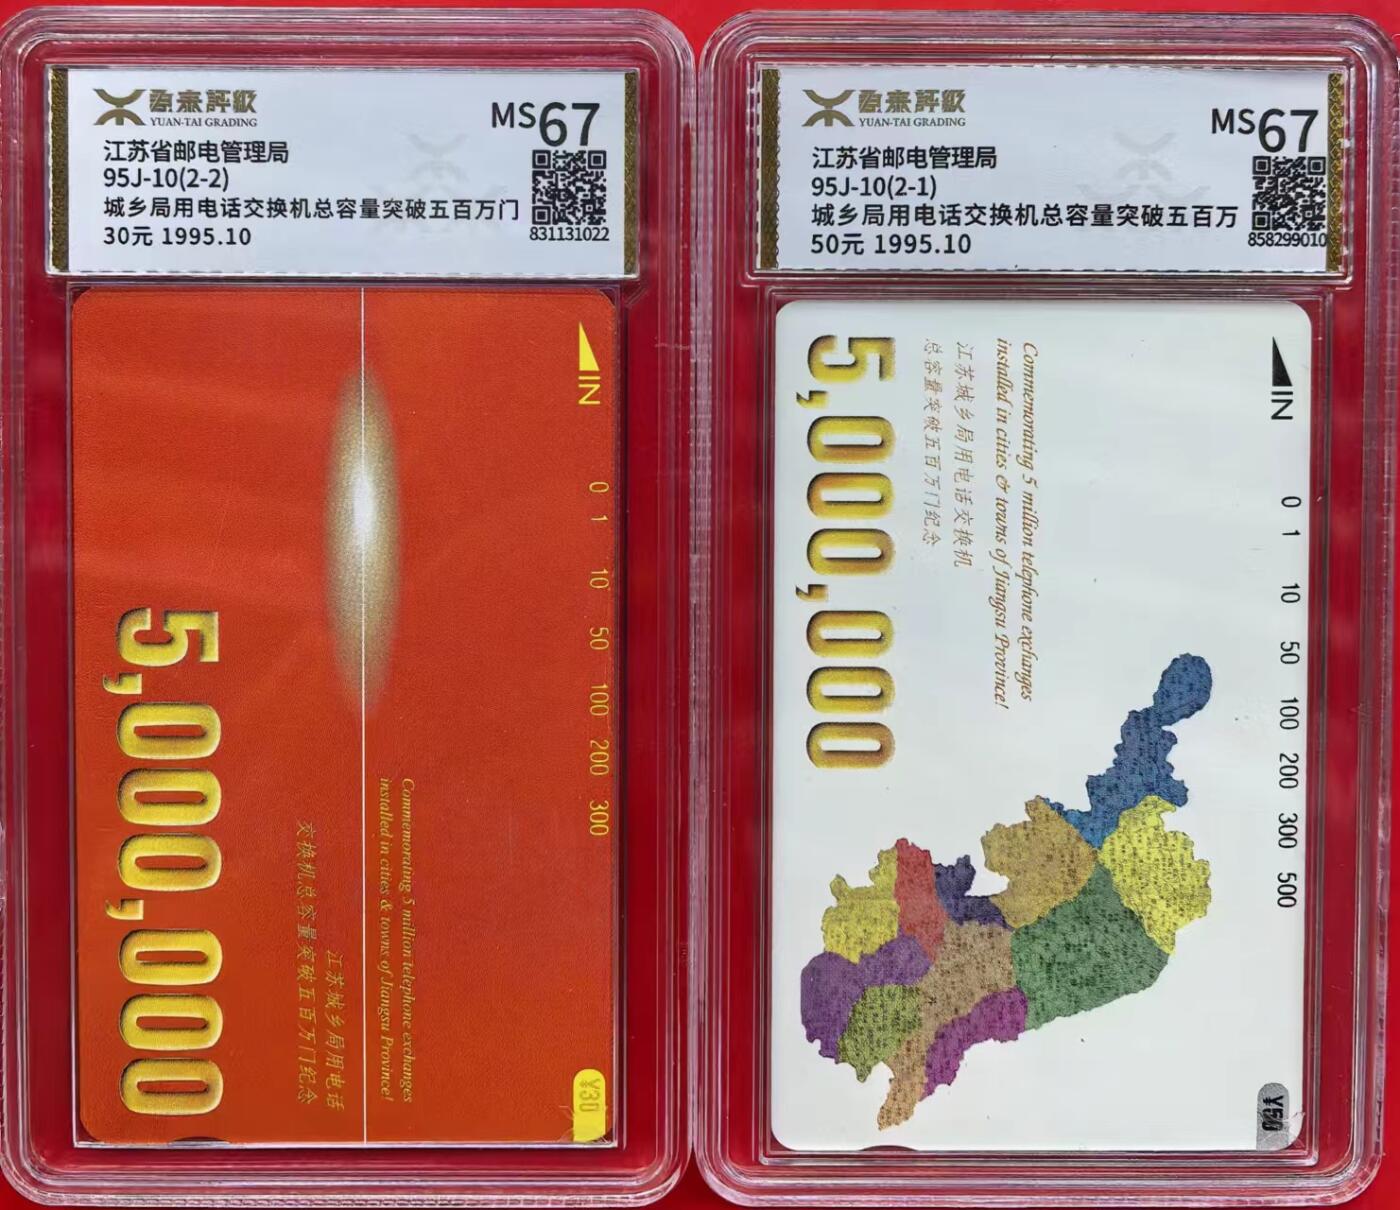 源泰評級
YUAN-TAI GRADING
MS67
江苏省邮电管理局
95J-10(2-2)
城乡局用电话交换机总容量突破五百万门
30元 1995.10
831131022
IN
0 1 10 50 100 200 300
Commemorating 5 million telephone exchanges
installed in cities & towns of Jiangsu Province!
江苏城乡局用电话
交换机总容量突破五百万门纪念
5,000,000
¥30
源泰評級
YUAN-TAI GRADING
MS67
江苏省邮电管理局
95J-10(2-1)
城乡局用电话交换机总容量突破五百万
50元 1995.10
858299010
IN
0 1 10 50 100 200 300 500
Commemorating 5 million telephone exchanges
installed in cities & towns of Jiangsu Province!
江苏城乡局用电话交换机
总容量突破五百万门纪念
5,000,000
¥50